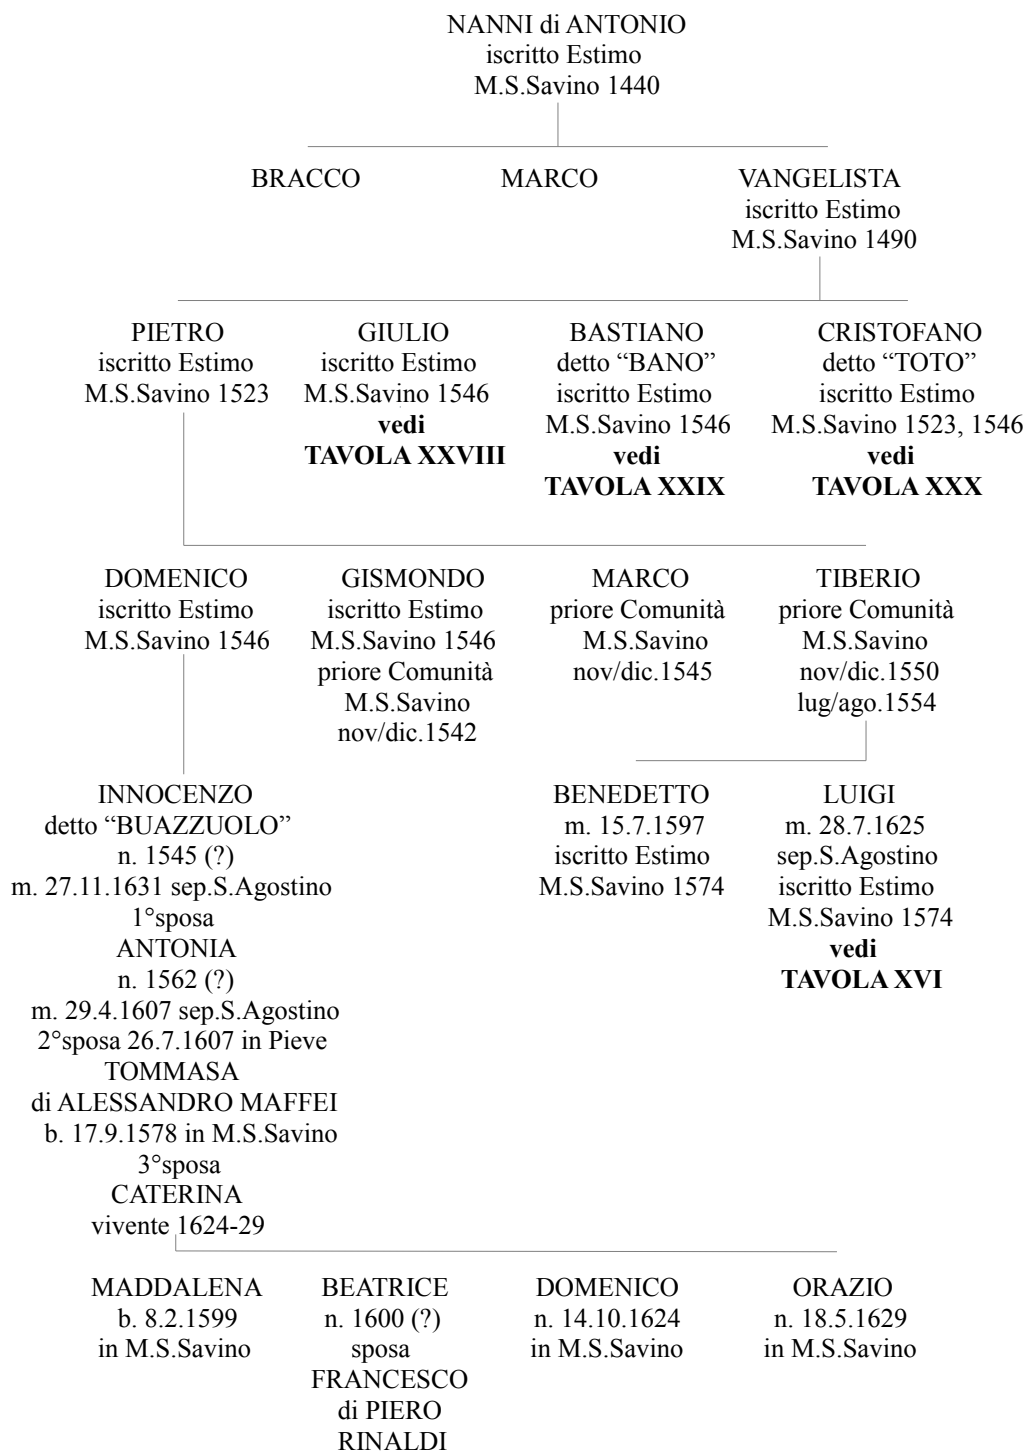 NANNI di ANTONIO
iscritto Estimo
M.S.Savino 1440
BRACCO
MARCO
VANGELISTA
iscritto Estimo
M.S.Savino 1490
PIETRO
iscritto Estimo
M.S.Savino 1523
GIULIO
iscritto Estimo
M.S.Savino 1546
vedi
TAVOLA XXVIII
BASTIANO
detto “BANO”
iscritto Estimo
M.S.Savino 1546
vedi
TAVOLA XXIX
CRISTOFANO
detto “TOTO”
iscritto Estimo
M.S.Savino 1523, 1546
vedi
TAVOLA XXX
DOMENICO
iscritto Estimo
M.S.Savino 1546
GISMONDO
iscritto Estimo
M.S.Savino 1546
priore Comunità
M.S.Savino
nov/dic.1542
MARCO
priore Comunità
M.S.Savino
nov/dic.1545
TIBERIO
priore Comunità
M.S.Savino
nov/dic.1550
lug/ago.1554
INNOCENZO
detto “BUAZZUOLO”
n. 1545 (?)
m. 27.11.1631 sep.S.Agostino
1°sposa
ANTONIA
n. 1562 (?)
m. 29.4.1607 sep.S.Agostino
2°sposa 26.7.1607 in Pieve
TOMMASA
di ALESSANDRO MAFFEI
b. 17.9.1578 in M.S.Savino
3°sposa
CATERINA
vivente 1624-29
BENEDETTO
m. 15.7.1597
iscritto Estimo
M.S.Savino 1574
LUIGI
m. 28.7.1625
sep.S.Agostino
iscritto Estimo
M.S.Savino 1574
vedi
TAVOLA XVI
MADDALENA
b. 8.2.1599
in M.S.Savino
BEATRICE
n. 1600 (?)
sposa
FRANCESCO
di PIERO
RINALDI
DOMENICO
n. 14.10.1624
in M.S.Savino
ORAZIO
n. 18.5.1629
in M.S.Savino